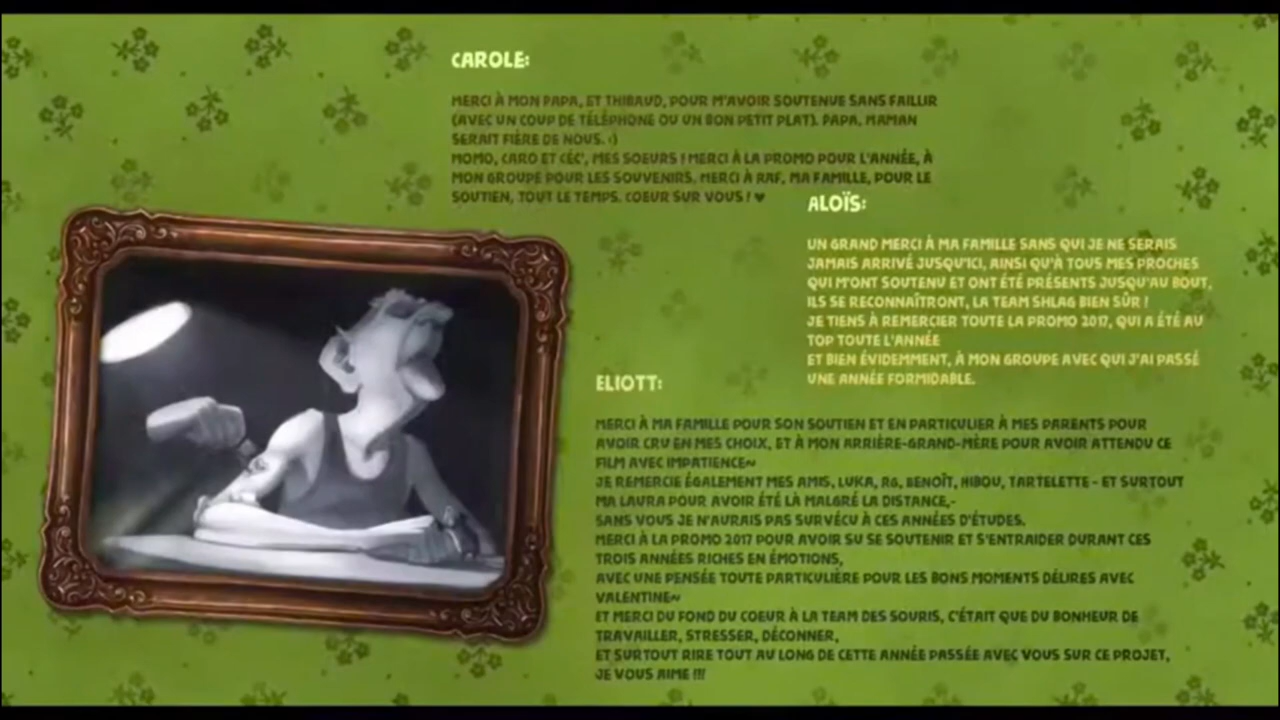 CAROLE:
MERCI À MON PAPA, ET THIBAUD, POUR M'AVOIR SOUTENUE SANS FAILLIR
(AVEC UN COUP DE TÉLÉPHONE OU UN BON PETIT PLAT). PAPA, MAMAN
SERAIT FIÈRE DE NOUS. :)
MOMO, CARO ET CÉC', MES SOEURS ! MERCI À LA PROMO POUR L'ANNÉE, À
MON GROUPE POUR LES SOUVENIRS. MERCI À RAF, MA FAMILLE, POUR LE
SOUTIEN, TOUT LE TEMPS. COEUR SUR VOUS ! ♥
ALOÏS:
UN GRAND MERCI À MA FAMILLE SANS QUI JE NE SERAIS
JAMAIS ARRIVÉ JUSQU'ICI, AINSI QU'À TOUS MES PROCHES
QUI M'ONT SOUTENU ET ONT ÉTÉ PRÉSENTS JUSQU'AU BOUT,
ILS SE RECONNAÎTRONT, LA TEAM SHLAG BIEN SÛR !
JE TIENS À REMERCIER TOUTE LA PROMO 2017, QUI A ÉTÉ AU
TOP TOUTE L'ANNÉE
ET BIEN ÉVIDEMMENT, À MON GROUPE AVEC QUI J'AI PASSÉ
UNE ANNÉE FORMIDABLE.
ELIOTT:
MERCI À MA FAMILLE POUR SON SOUTIEN ET EN PARTICULIER À MES PARENTS POUR
AVOIR CRU EN MES CHOIX, ET À MON ARRIÈRE-GRAND-MÈRE POUR AVOIR ATTENDU CE
FILM AVEC IMPATIENCE~
JE REMERCIE ÉGALEMENT MES AMIS, LUKA, RG, BENOÎT, HIBOU, TARTELETTE - ET SURTOUT
MA LAURA POUR AVOIR ÉTÉ LÀ MALGRÉ LA DISTANCE,-
SANS VOUS JE N'AURAIS PAS SURVÉCU À CES ANNÉES D'ÉTUDES.
MERCI À LA PROMO 2017 POUR AVOIR SU SE SOUTENIR ET S'ENTRAIDER DURANT CES
TROIS ANNÉES RICHES EN ÉMOTIONS,
AVEC UNE PENSÉE TOUTE PARTICULIÈRE POUR LES BONS MOMENTS DÉLIRES AVEC
VALENTINE~
ET MERCI DU FOND DU COEUR À LA TEAM DES SOURIS, C'ÉTAIT QUE DU BONHEUR DE
TRAVAILLER, STRESSER, DÉCONNER,
ET SURTOUT RIRE TOUT AU LONG DE CETTE ANNÉE PASSÉE AVEC VOUS SUR CE PROJET,
JE VOUS AIME !!!